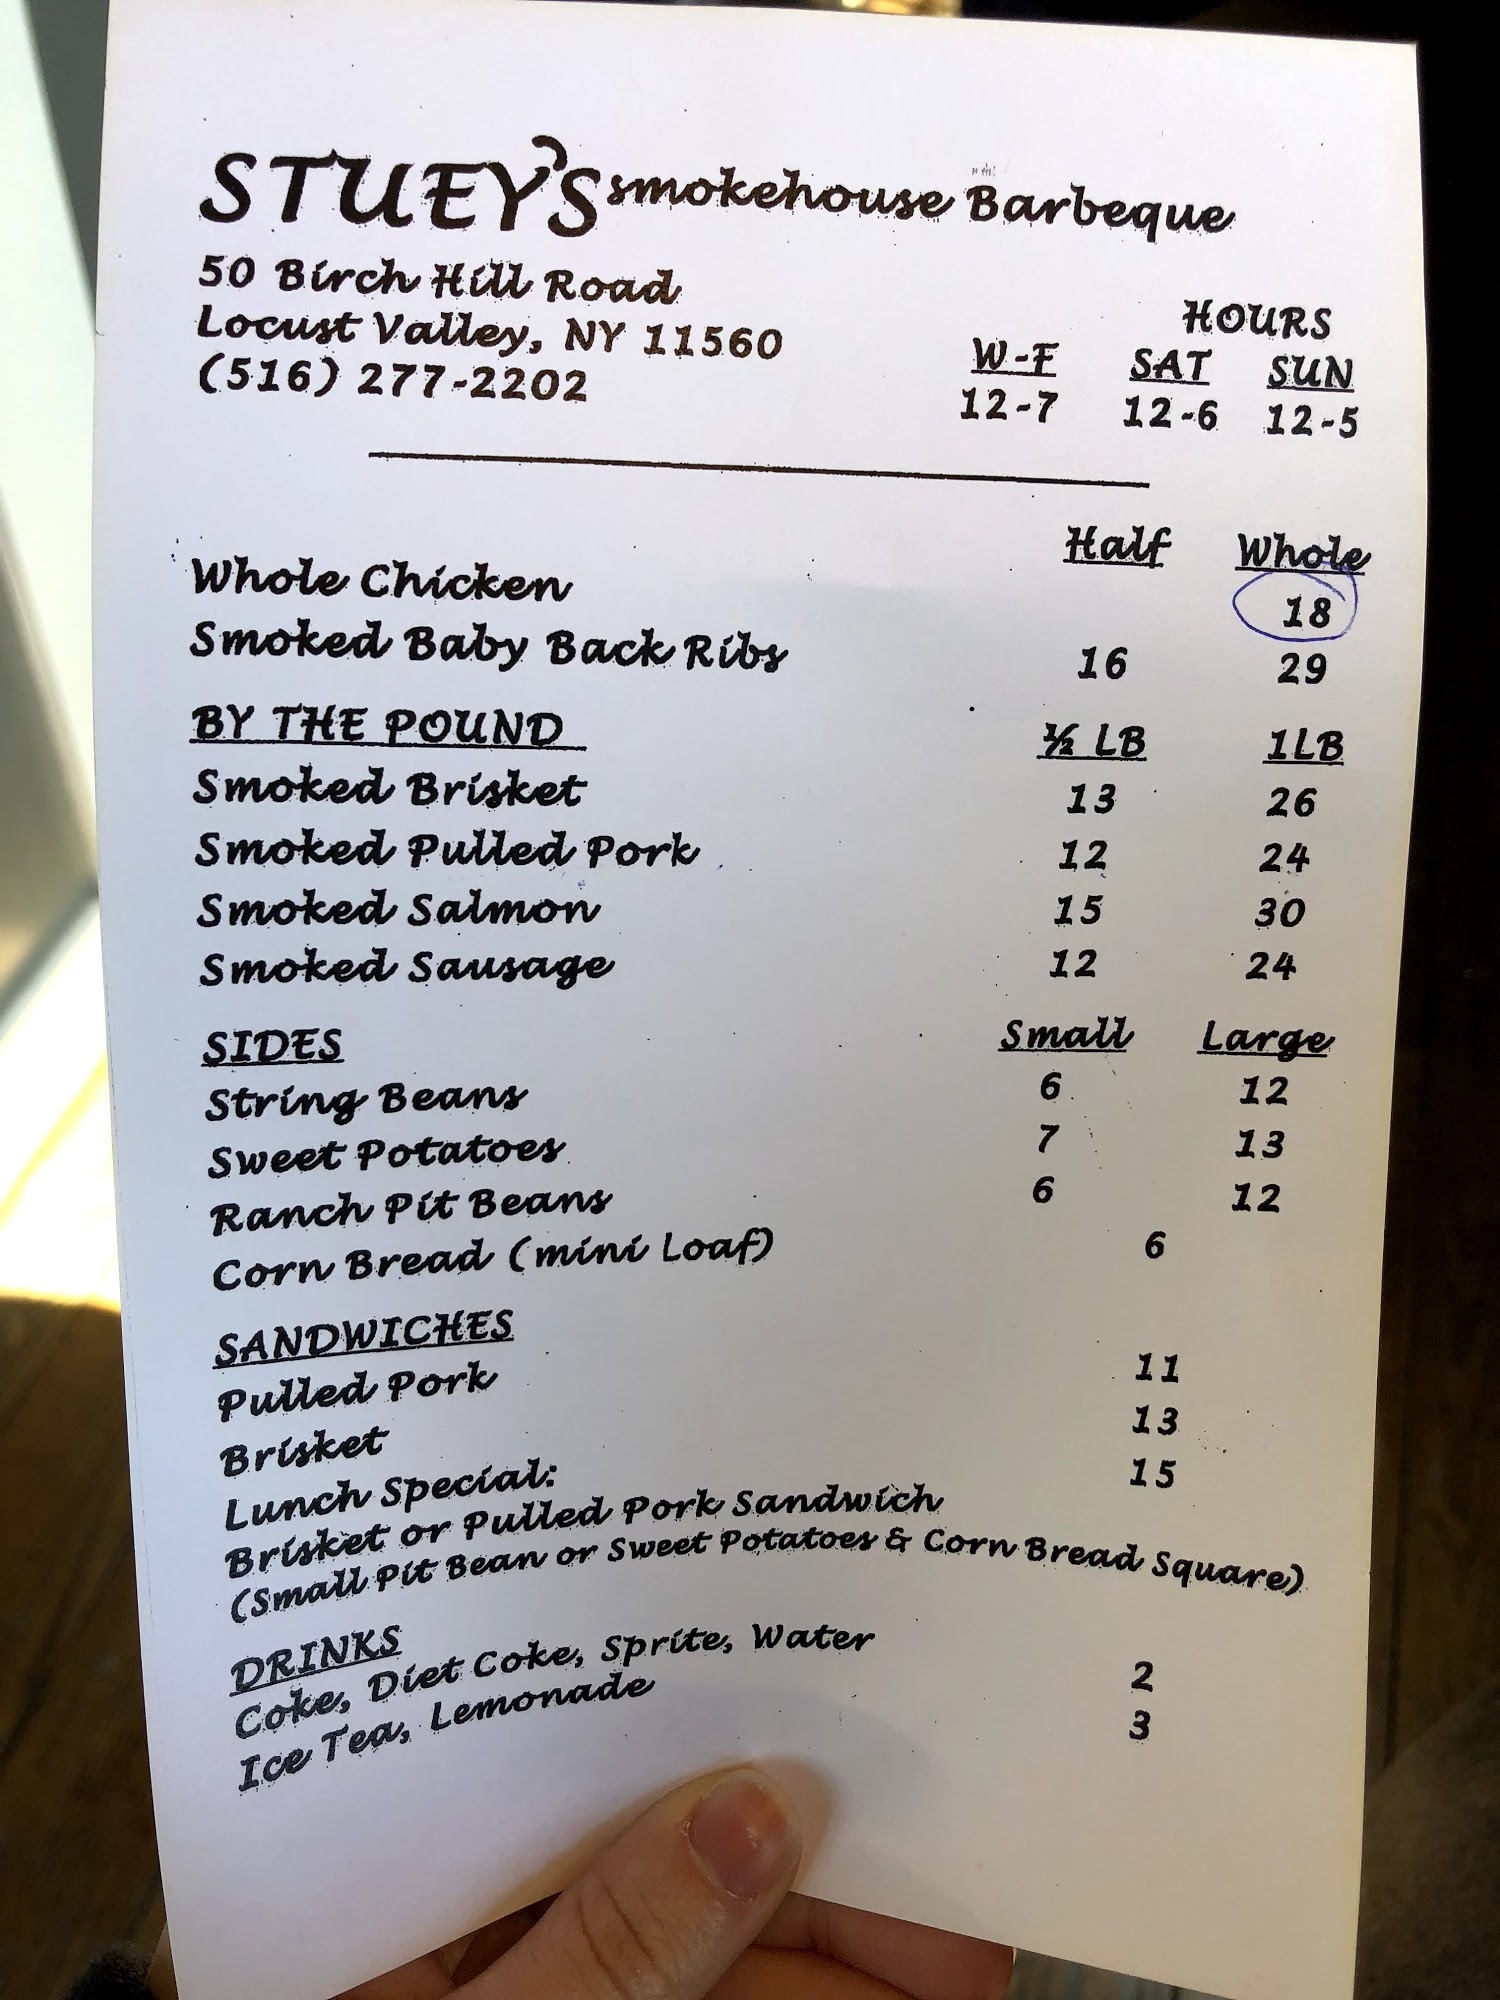 STUEY'S smokehouse Barbeque
50 Birch Hill Road
Locust Valley, NY 11560
(516) 277-2202
HOURS
W-F SAT SUN
12-7 12-6 12-5
Half Whole
Whole Chicken 18
Smoked Baby Back Ribs 16 29
BY THE POUND ½ LB 1LB
Smoked Brisket 13 26
Smoked Pulled Pork 12 24
Smoked Salmon 15 30
Smoked Sausage 12 24
SIDES Small Large
String Beans 6 12
Sweet Potatoes 7 13
Ranch Pit Beans 6 12
Corn Bread (mini Loaf) 6
SANDWICHES
Pulled Pork 11
Brisket 13
Lunch Special: 15
Brisket or Pulled Pork Sandwich
(Small Pit Bean or Sweet Potatoes & Corn Bread Square)
DRINKS
Coke, Diet Coke, Sprite, Water 2
Ice Tea, Lemonade 3